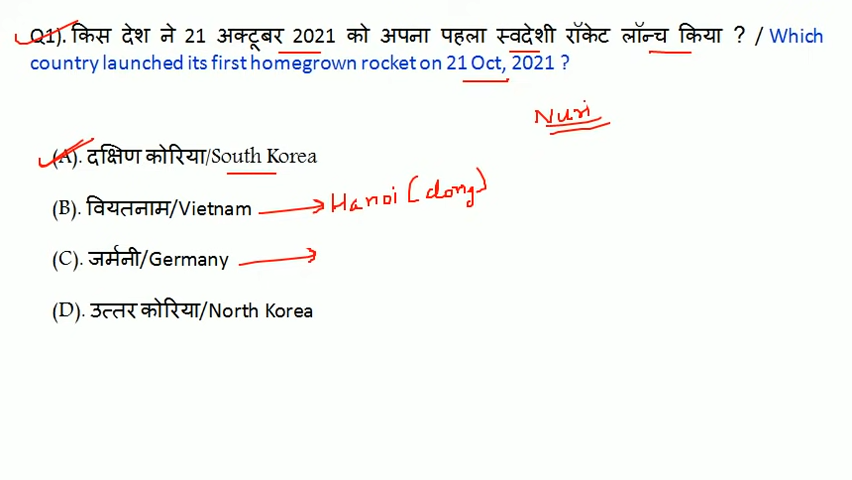 Q1). किस देश ने 21 अक्टूबर 2021 को अपना पहला स्वदेशी रॉकेट लॉन्च किया ? / Which
country launched its first homegrown rocket on 21 Oct, 2021 ?
Nuri
(A). दक्षिण कोरिया/South Korea
(B). वियतनाम/Vietnam → Hanoi (dong)
(C). जर्मनी/Germany →
(D). उत्तर कोरिया/North Korea